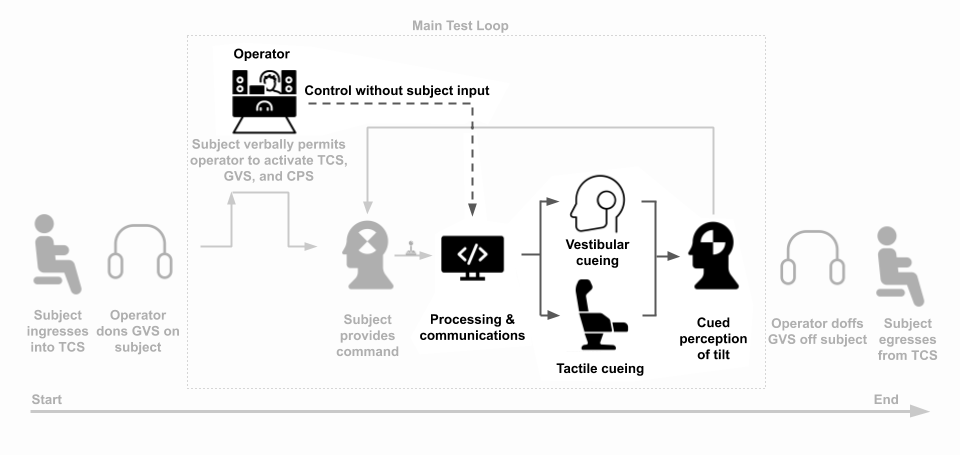 Main Test Loop
Operator
Control without subject input
Subject verbally permits
operator to activate TCS,
GVS, and CPS
</>
Subject
ingresses
into TCS
Operator
dons GVS on
subject
Subject
provides
command
Processing &
communications
Vestibular
cueing
Tactile cueing
Cued
perception
of tilt
Operator doffs
GVS off subject
Subject
egresses
from TCS
Start
End